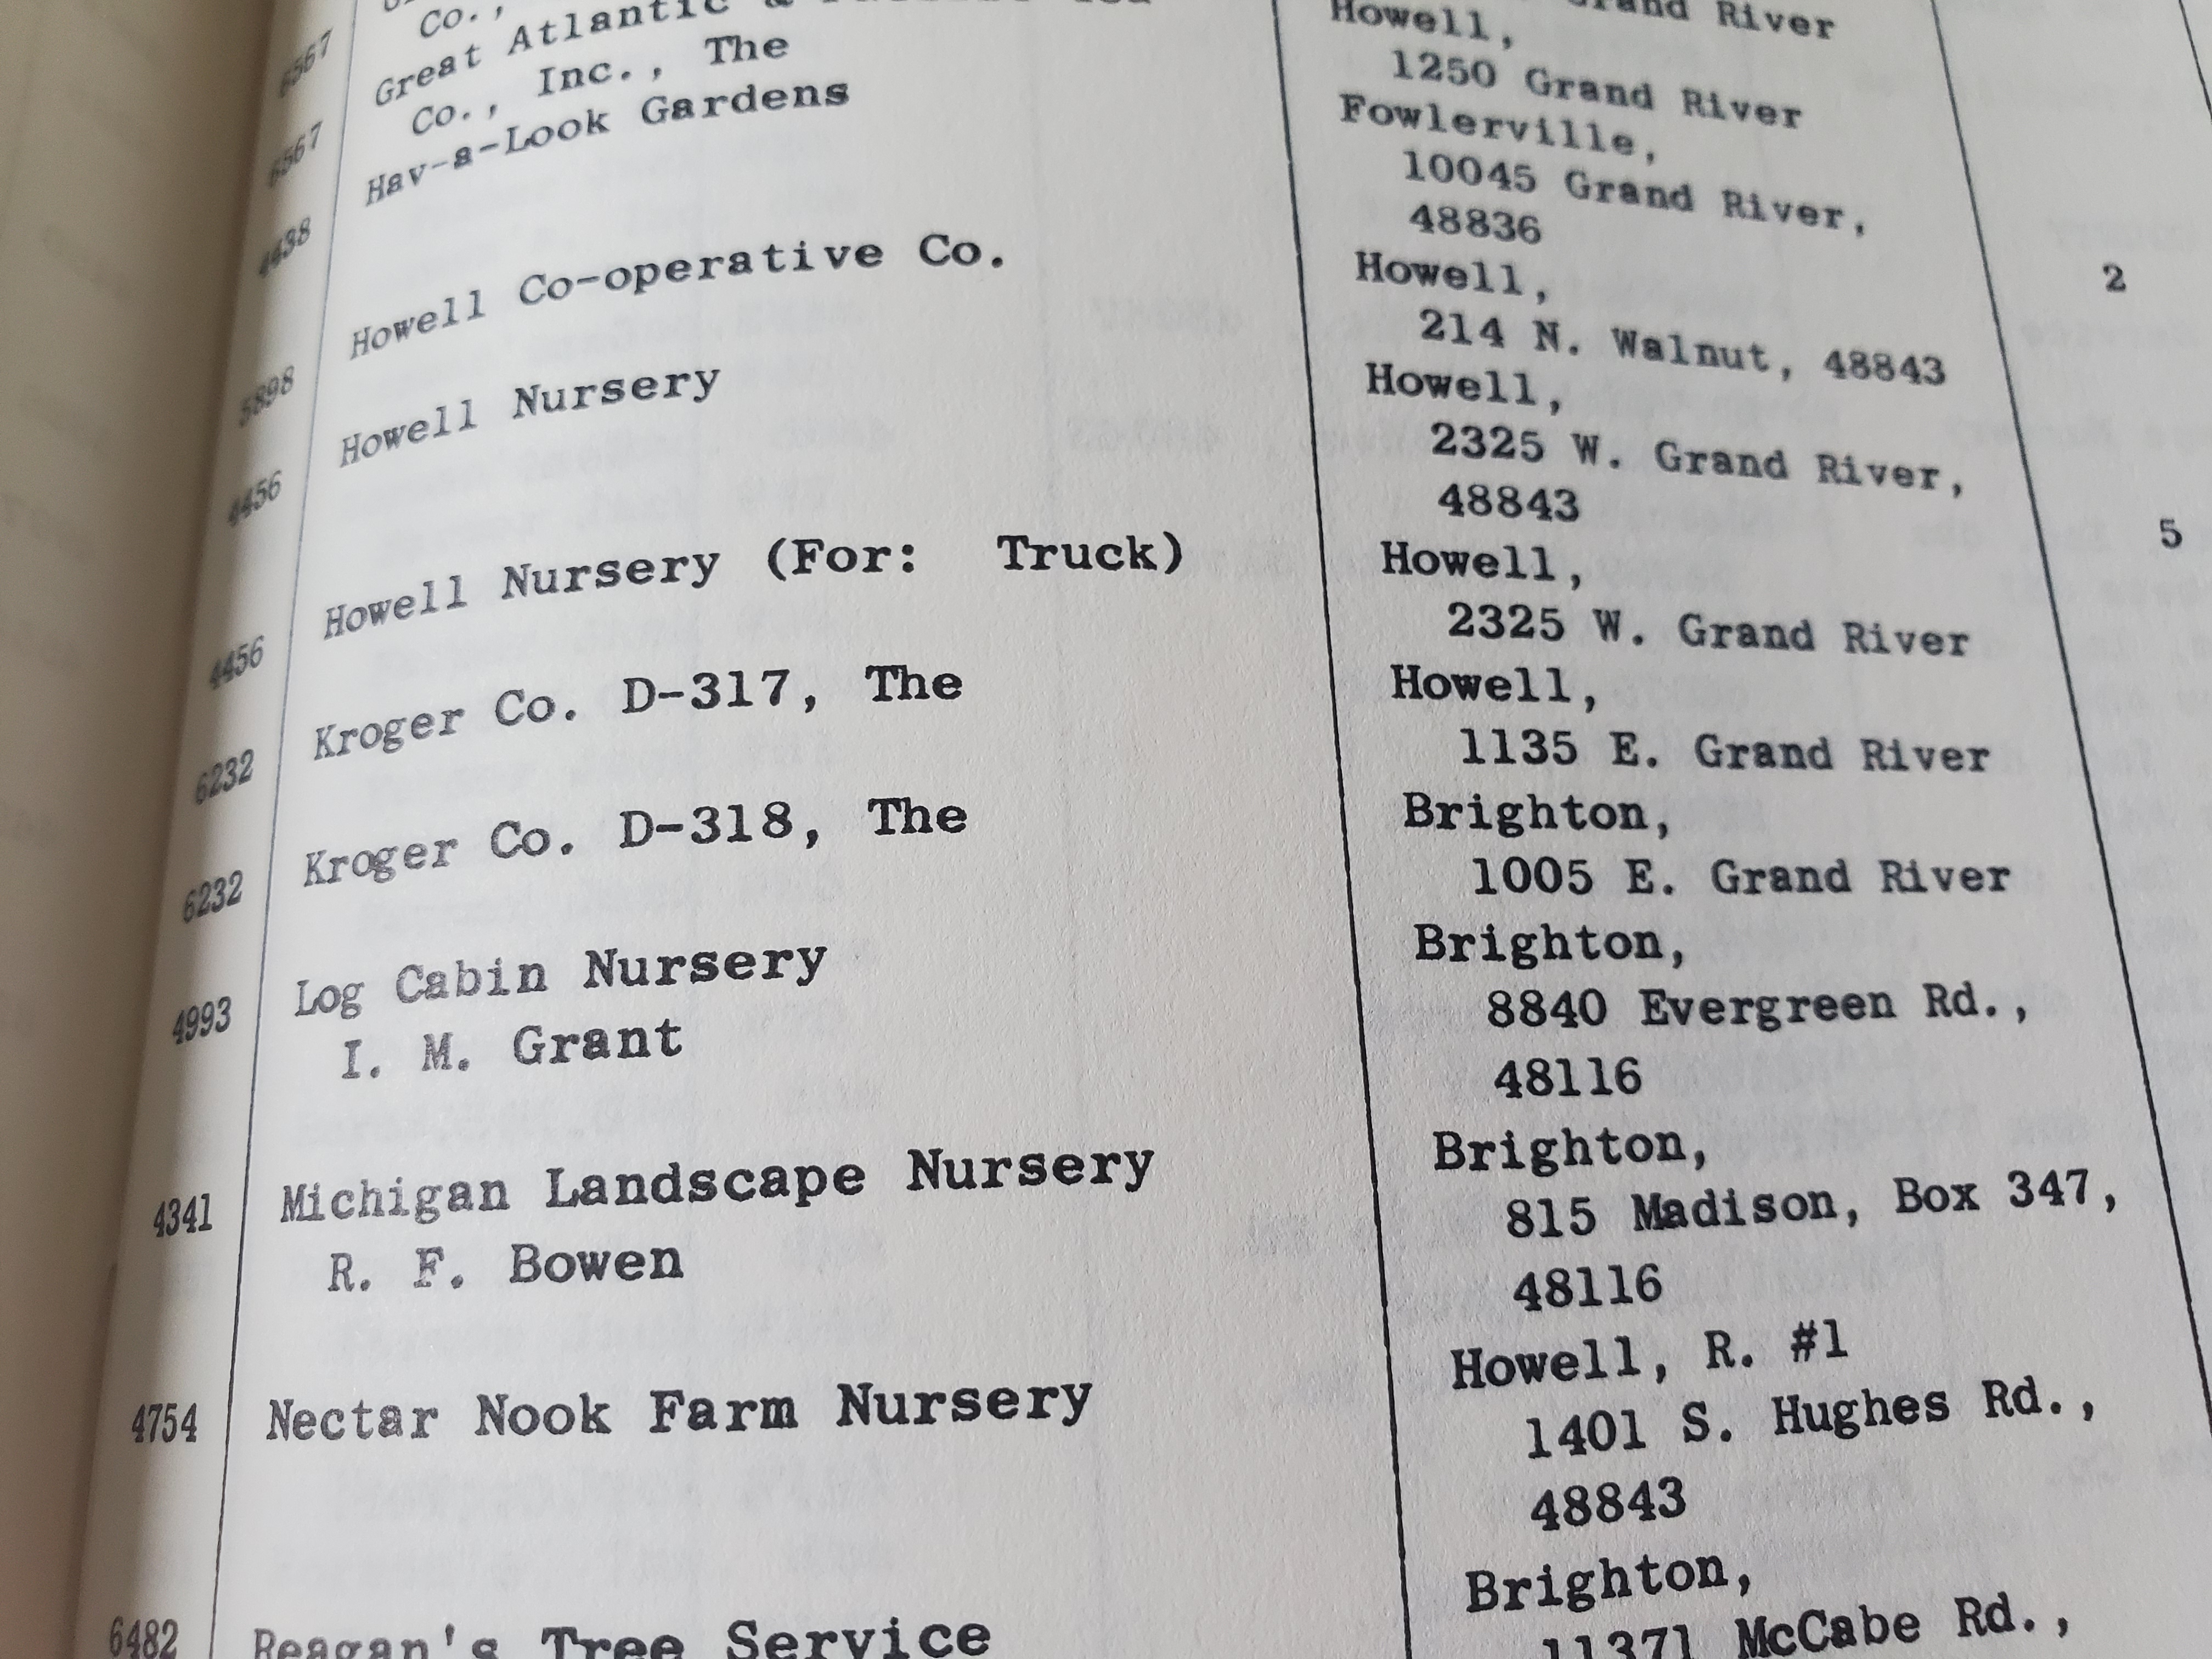 Co.,
Grand River
6567 Great Atlantic &
Co., Inc., The
Howell,
1250 Grand River
6567
4438 Hav-a-Look Gardens
Fowlerville,
10045 Grand River,
48836
2
5898 Howell Co-operative Co.
Howell,
214 N. Walnut, 48843
4456 Howell Nursery
Howell,
2325 W. Grand River,
48843
5
4456 Howell Nursery (For: Truck)
Howell,
2325 W. Grand River
6232 Kroger Co. D-317, The
Howell,
1135 E. Grand River
6232 Kroger Co. D-318, The
Brighton,
1005 E. Grand River
4993 Log Cabin Nursery
I. M. Grant
Brighton,
8840 Evergreen Rd.,
48116
4341 Michigan Landscape Nursery
R. F. Bowen
Brighton,
815 Madison, Box 347,
48116
4754 Nectar Nook Farm Nursery
Howell, R. #1
1401 S. Hughes Rd.,
48843
6482 Reagan's Tree Service
Brighton,
11371 McCabe Rd.,